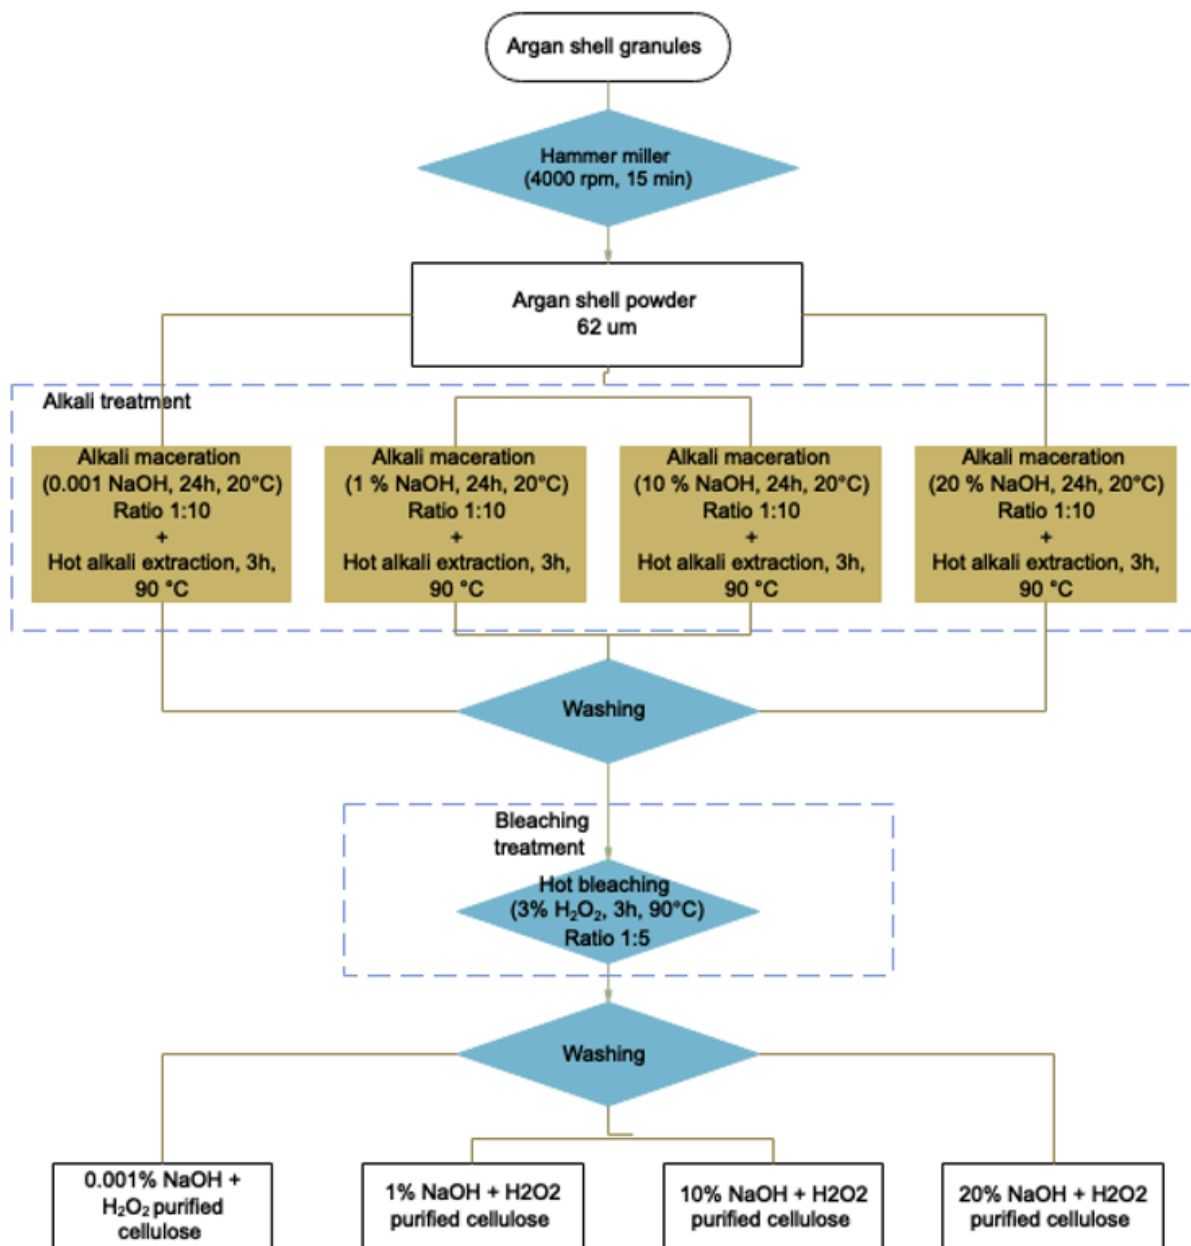 Argan shell granules
Hammer miller
(4000 rpm, 15 min)
Argan shell powder
62 um
Alkali treatment
Alkali maceration
(0.001 NaOH, 24h, 20°C)
Ratio 1:10
+
Hot alkali extraction, 3h,
90 °C
Alkali maceration
(1 % NaOH, 24h, 20°C)
Ratio 1:10
+
Hot alkali extraction, 3h,
90 °C
Alkali maceration
(10 % NaOH, 24h, 20°C)
Ratio 1:10
+
Hot alkali extraction, 3h,
90 °C
Alkali maceration
(20 % NaOH, 24h, 20°C)
Ratio 1:10
+
Hot alkali extraction, 3h,
90 °C
Washing
Bleaching
treatment
Hot bleaching
(3% H₂O₂, 3h, 90°C)
Ratio 1:5
Washing
0.001% NaOH +
H₂O₂ purified
cellulose
1% NaOH + H2O2
purified cellulose
10% NaOH + H2O2
purified cellulose
20% NaOH + H2O2
purified cellulose